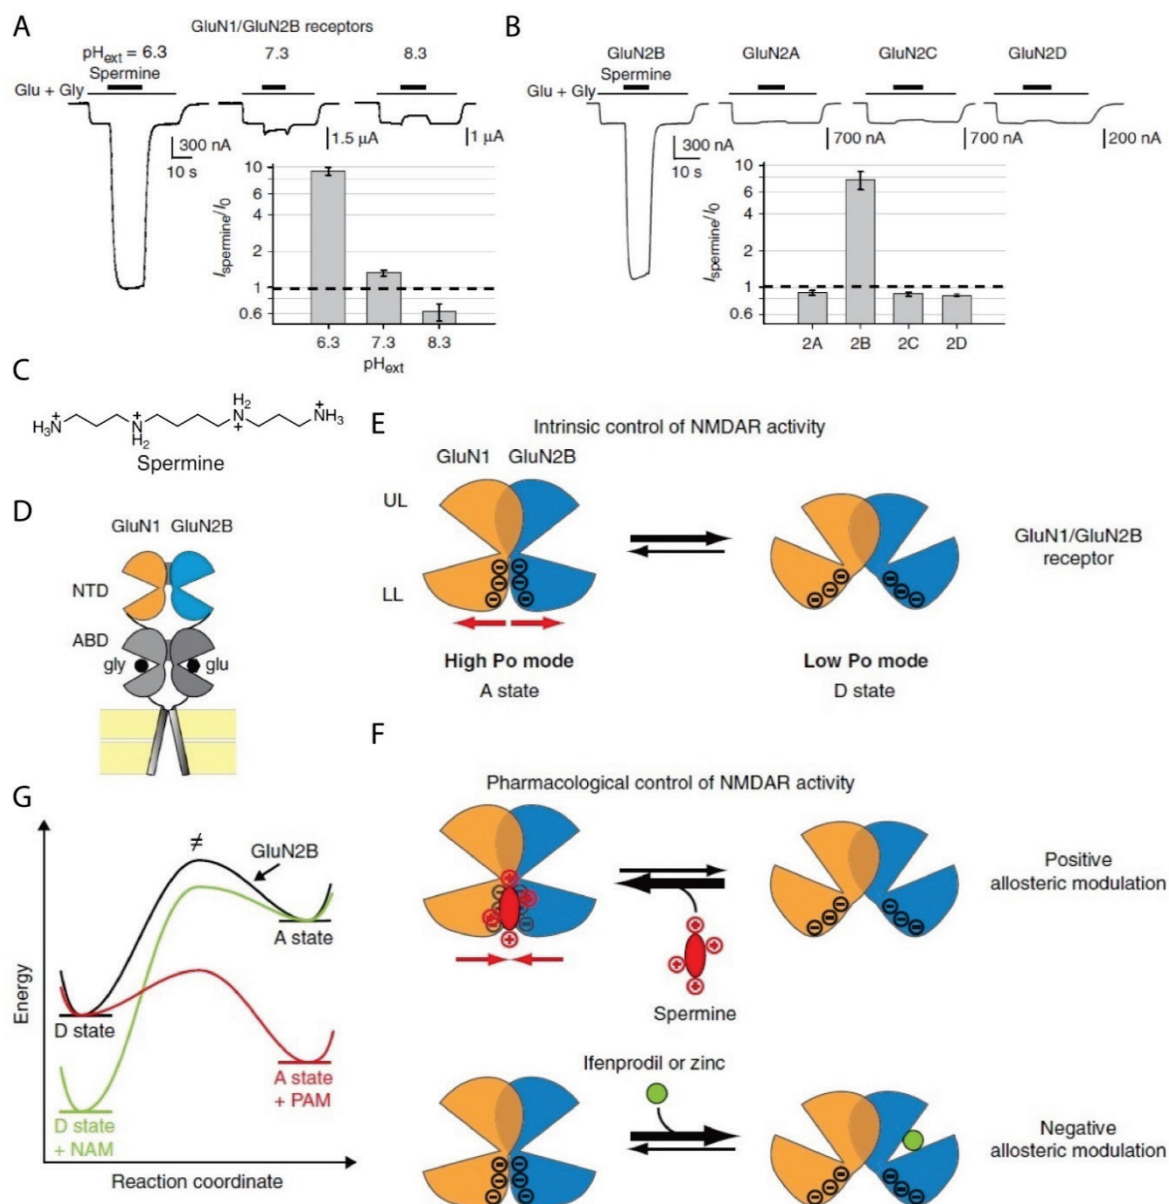 A
GluN1/GluN2B receptors
pHext = 6.3
7.3
8.3
Spermine
Glu + Gly
300 nA
10 s
1.5 µA
1 µA
Ispermine/I0
10
6
4
2
1
0.6
6.3
7.3
8.3
pHext
B
GluN2B
GluN2A
GluN2C
GluN2D
Spermine
Glu + Gly
300 nA
10 s
700 nA
700 nA
200 nA
Ispermine/I0
10
6
4
2
1
0.6
2A
2B
2C
2D
C
H3N+
N+
H2
H2
N+
+NH3
Spermine
D
GluN1 GluN2B
NTD
ABD
gly
glu
E
Intrinsic control of NMDAR activity
GluN1 GluN2B
UL
LL
GluN1/GluN2B
receptor
High Po mode
A state
Low Po mode
D state
F
Pharmacological control of NMDAR activity
Positive
allosteric modulation
Spermine
Ifenprodil or zinc
Negative
allosteric modulation
G
≠
GluN2B
A state
Energy
D state
A state
+ PAM
D state
+ NAM
Reaction coordinate